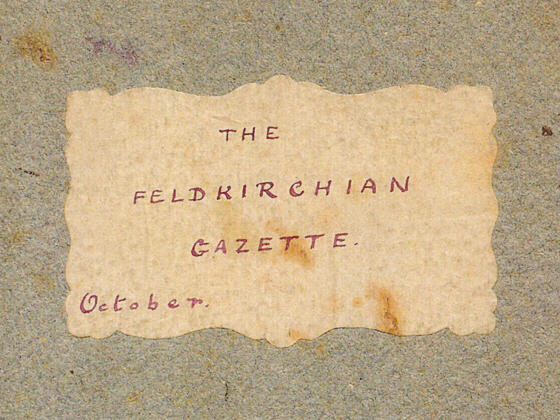 THE
FELDKIRCHIAN
GAZETTE.
October.